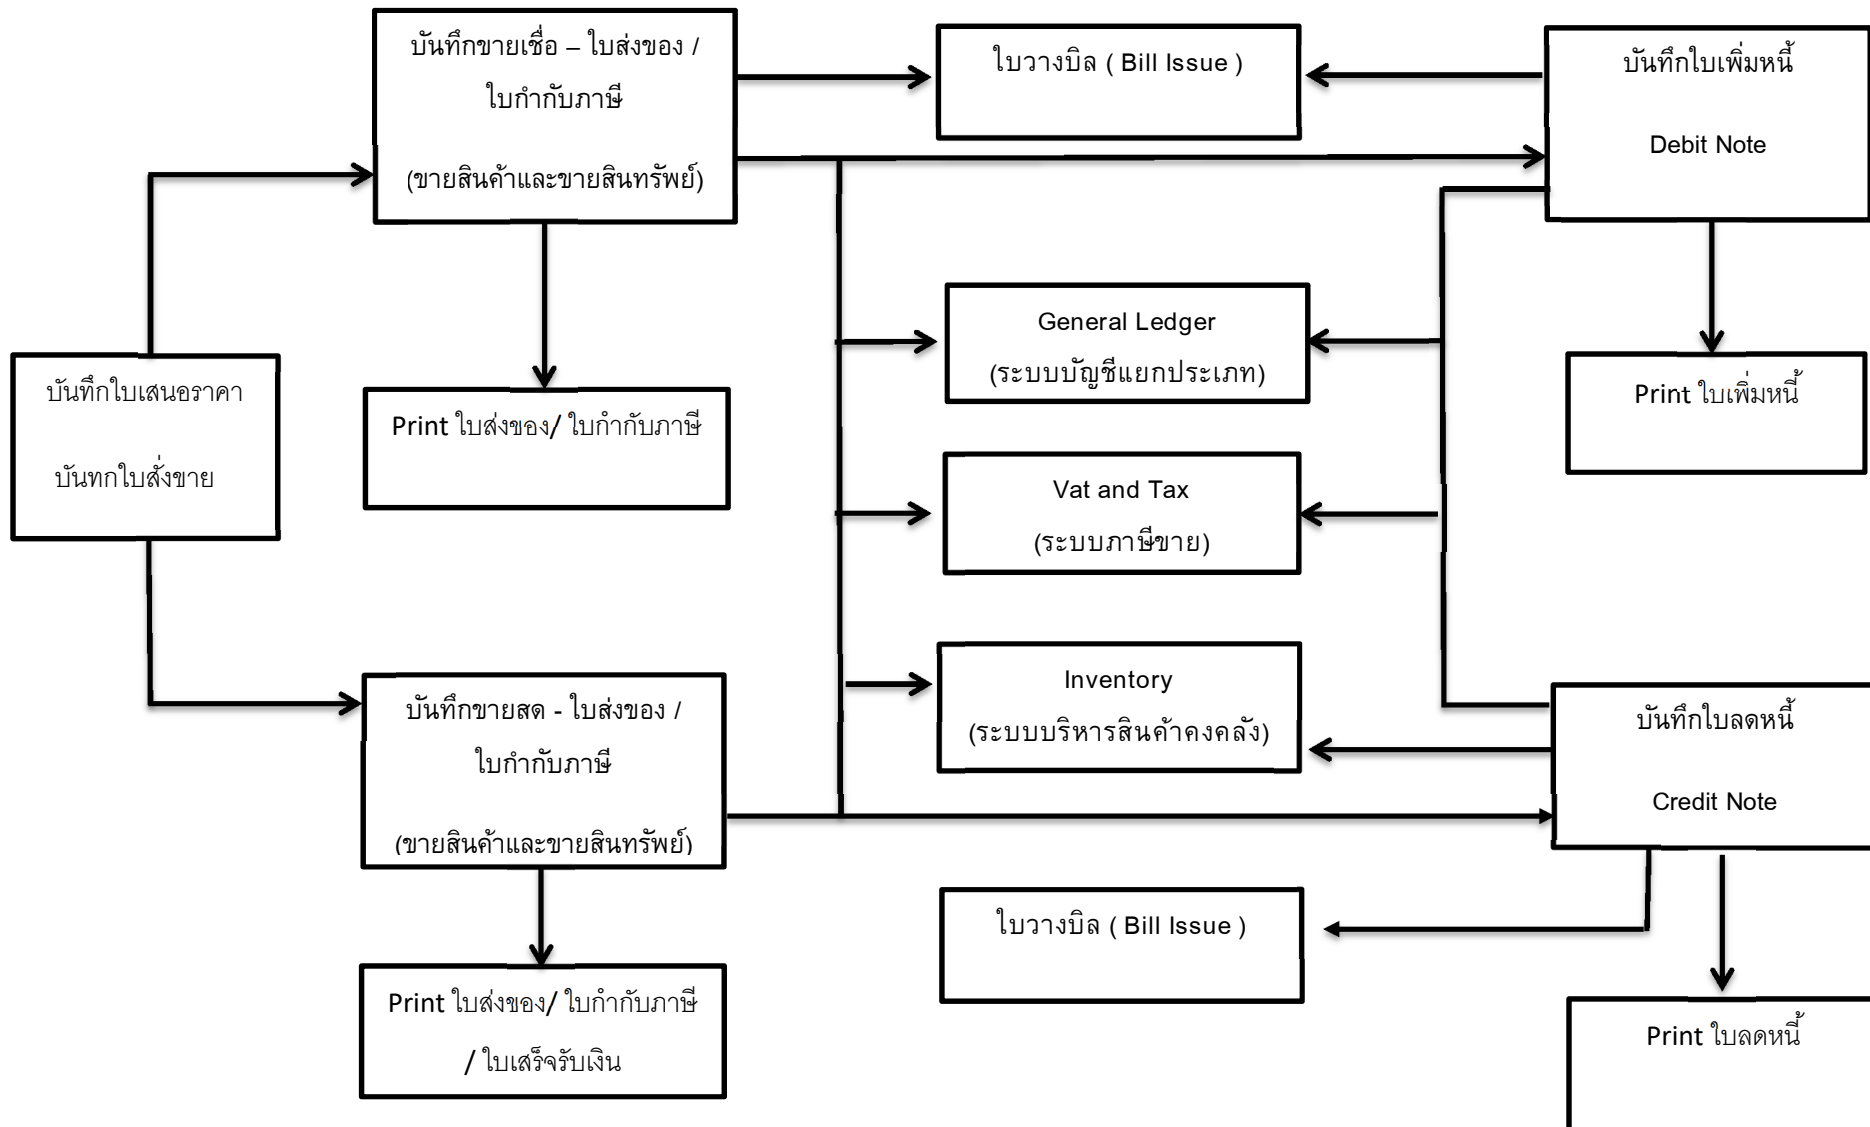 บันทึกขายเชื่อ – ใบส่งของ /
ใบกำกับภาษี
(ขายสินค้าและขายสินทรัพย์)
ใบวางบิล ( Bill Issue )
บันทึกใบเพิ่มหนี้
Debit Note
General Ledger
(ระบบบัญชีแยกประเภท)
บันทึกใบเสนอราคา
บันทกใบสั่งขาย
Print ใบส่งของ/ ใบกำกับภาษี
Print ใบเพิ่มหนี้
Vat and Tax
(ระบบภาษีขาย)
บันทึกขายสด - ใบส่งของ /
ใบกำกับภาษี
(ขายสินค้าและขายสินทรัพย์)
Inventory
(ระบบบริหารสินค้าคงคลัง)
บันทึกใบลดหนี้
Credit Note
ใบวางบิล ( Bill Issue )
Print ใบส่งของ/ ใบกำกับภาษี
/ ใบเสร็จรับเงิน
Print ใบลดหนี้